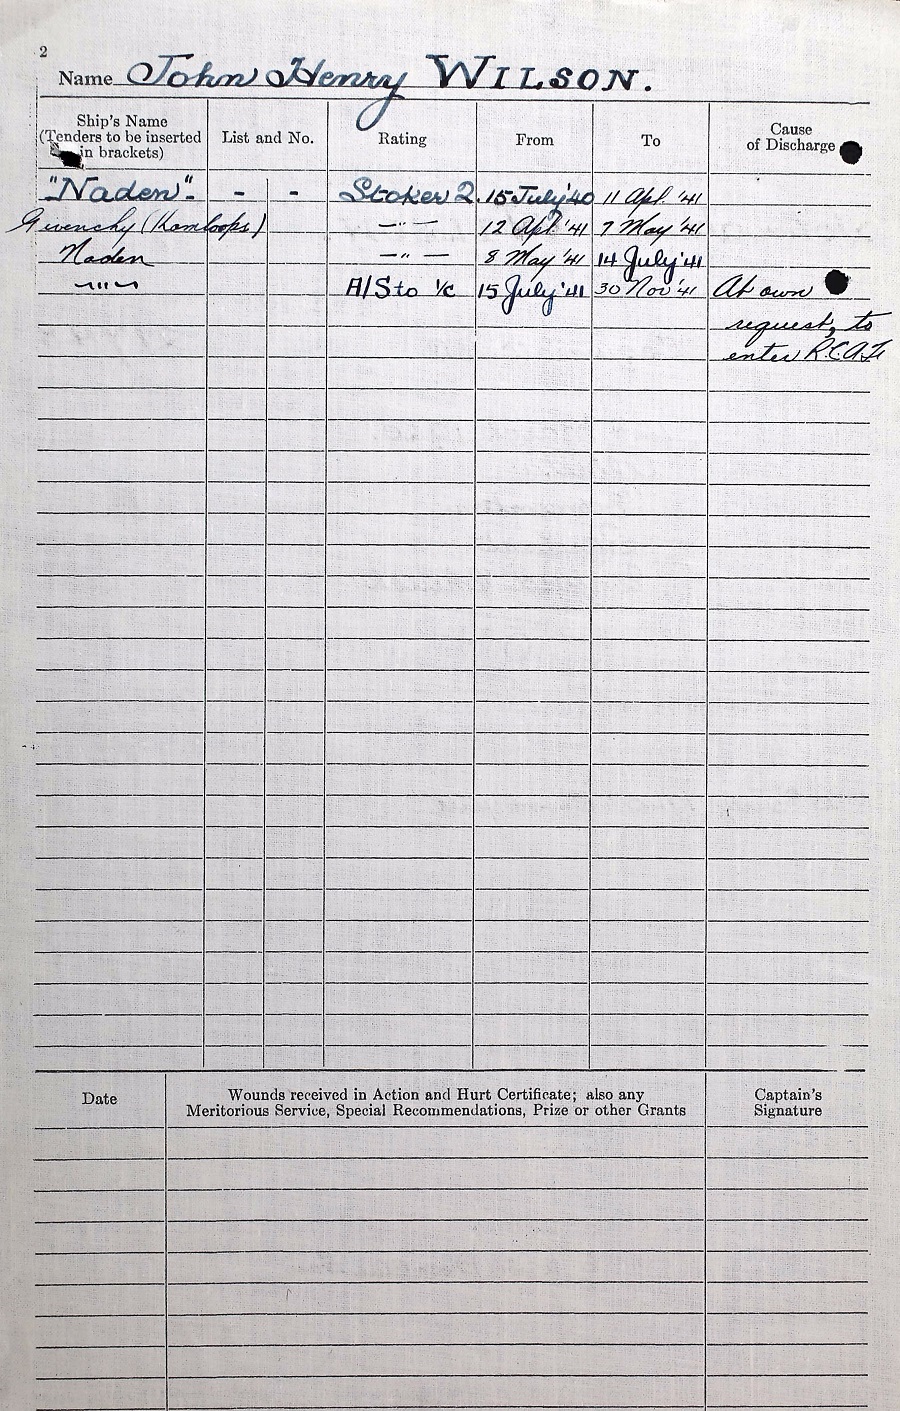 2
Name John Henry WILSON.
Ship's Name
(Tenders to be inserted
in brackets)
List and No.
Rating
From
To
Cause
of Discharge
"Naden" - - Stoker 2. 15 July '40 11 Apl. '41
Givenchy (Kamloops) —"— 12 Apl. '41 7 May '41
Naden —"— 8 May '41 14 July '41
—"— A/Sto 1/c 15 July '41 30 Nov '41 At own
request, to
enter R.C.A.F.
Date
Wounds received in Action and Hurt Certificate; also any
Meritorious Service, Special Recommendations, Prize or other Grants
Captain's
Signature